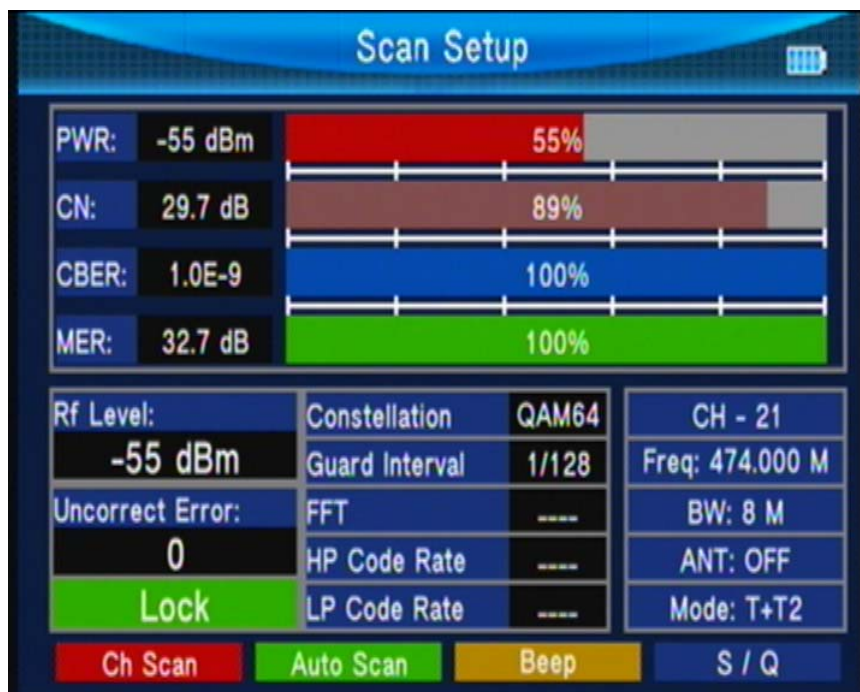 Scan Setup
PWR: -55 dBm 55%
CN: 29.7 dB 89%
CBER: 1.0E-9 100%
MER: 32.7 dB 100%
Rf Level:
-55 dBm
Uncorrect Error:
0
Lock
Constellation QAM64
Guard Interval 1/128
FFT ----
HP Code Rate ----
LP Code Rate ----
CH - 21
Freq: 474.000 M
BW: 8 M
ANT: OFF
Mode: T+T2
Ch Scan Auto Scan Beep S / Q